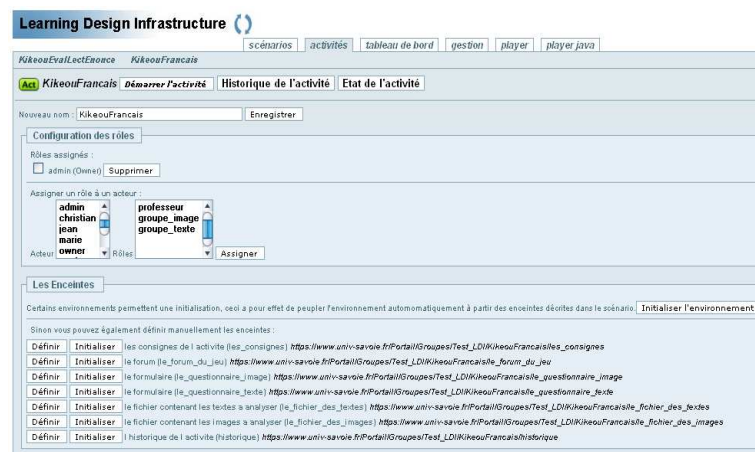 Learning Design Infrastructure
scénarios activités tableau de bord gestion player player java
KikeouEvalLectEnonce KikeouFrancais
Act KikeouFrancais Démarrer l'activité Historique de l'activité Etat de l'activité
Nouveau nom : KikeouFrancais Enregistrer
Configuration des rôles
Rôles assignés :
admin (Owner) Supprimer
Assigner un rôle à un acteur :
admin
christian
jean
marie
owner
professeur
groupe_image
groupe_texte
Acteur Rôles Assigner
Les Enceintes
Certains environnements permettent une initialisation, ceci a pour effet de peupler l'environnement automomatiquement à partir des enceintes décrites dans le scénario. Initialiser l'environnement
Sinon vous pouvez également définir manuellement les enceintes :
Définir Initialiser les consignes de l activite (les_consignes) https://www.univ-savoie.fr/Portail/Groupes/Test_LDI/KikeouFrancais/les_consignes
Définir Initialiser le forum (le_forum_du_jeu) https://www.univ-savoie.fr/Portail/Groupes/Test_LDI/KikeouFrancais/le_forum_du_jeu
Définir Initialiser le formulaire (le_questionnaire_image) https://www.univ-savoie.fr/Portail/Groupes/Test_LDI/KikeouFrancais/le_questionnaire_image
Définir Initialiser le formulaire (le_questionnaire_texte) https://www.univ-savoie.fr/Portail/Groupes/Test_LDI/KikeouFrancais/le_questionnaire_texte
Définir Initialiser le fichier contenant les textes a analyser (le_fichier_des_textes) https://www.univ-savoie.fr/Portail/Groupes/Test_LDI/KikeouFrancais/le_fichier_des_textes
Définir Initialiser le fichier contenant les images a analyser (le_fichier_des_images) https://www.univ-savoie.fr/Portail/Groupes/Test_LDI/KikeouFrancais/le_fichier_des_images
Définir Initialiser l historique de l activite (historique) https://www.univ-savoie.fr/Portail/Groupes/Test_LDI/KikeouFrancais/historique